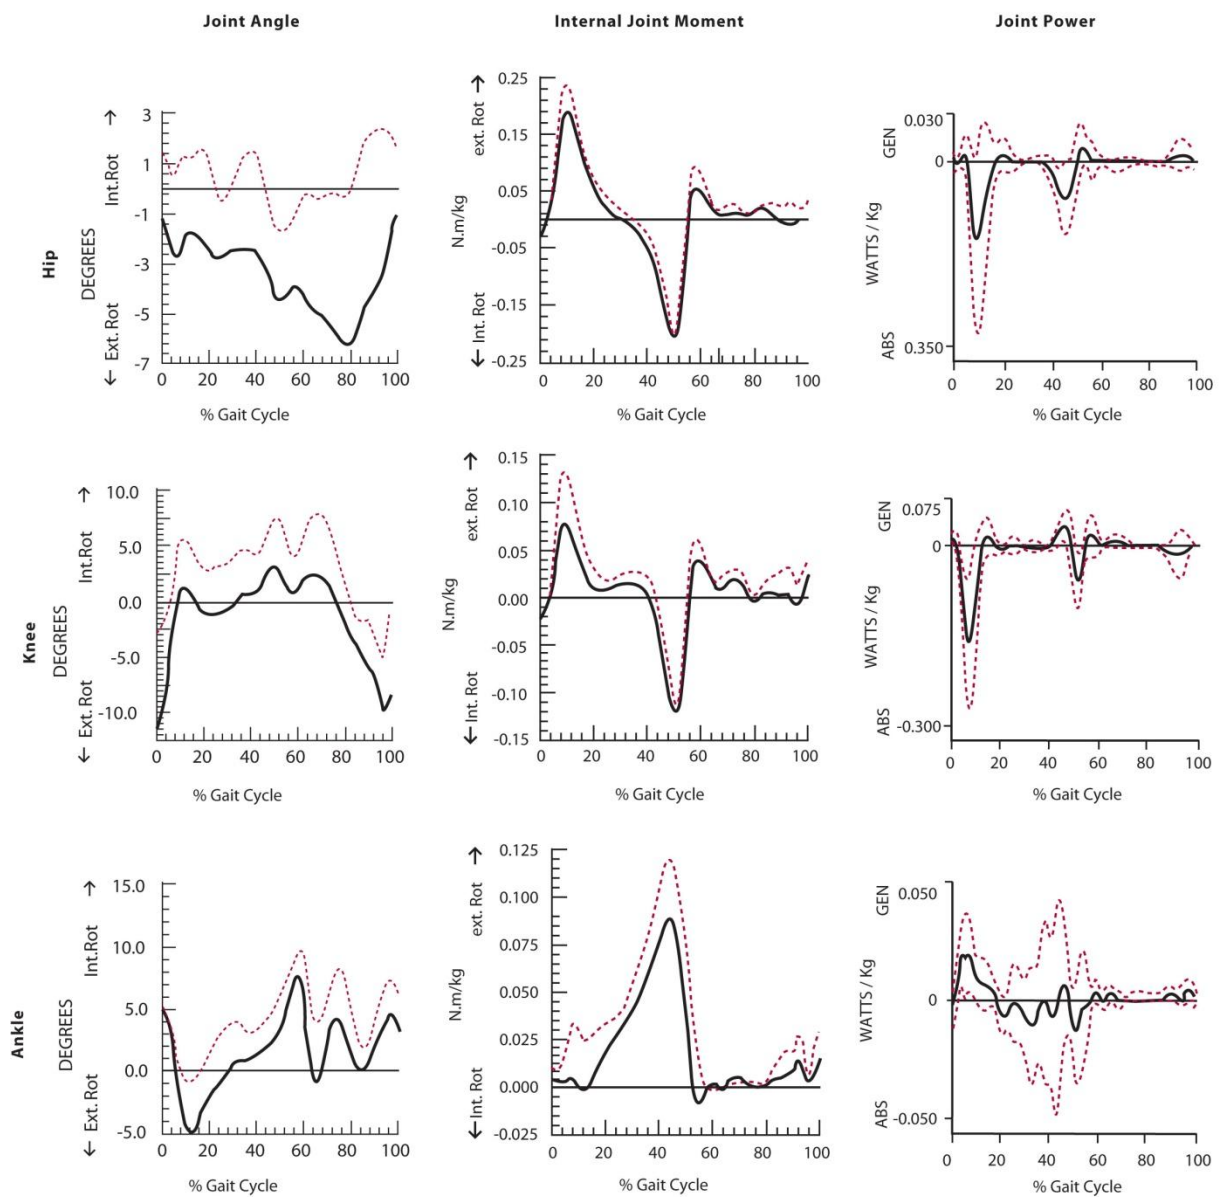 Joint Angle
Internal Joint Moment
Joint Power
Hip
DEGREES
← Ext. Rot
Int.Rot →
3
1
-1
-3
-5
-7
0 20 40 60 80 100
% Gait Cycle
N.m/kg
← Int. Rot
ext. Rot →
0.25
0.15
0.05
-0.05
-0.15
-0.25
0 20 40 60 80 100
% Gait Cycle
WATTS / Kg
ABS
GEN
0.030
0
0.350
0 20 40 60 80 100
% Gait Cycle
Knee
DEGREES
← Ext. Rot
Int.Rot →
10.0
5.0
0.0
-5.0
-10.0
0 20 40 60 80 100
% Gait Cycle
N.m/kg
← Int. Rot
ext. Rot →
0.15
0.10
0.05
0.00
-0.05
-0.10
-0.15
0 20 40 60 80 100
% Gait Cycle
WATTS / Kg
ABS
GEN
0.075
0
-0.300
0 20 40 60 80 100
% Gait Cycle
Ankle
DEGREES
← Ext. Rot
Int.Rot →
15.0
10.0
5.0
0.0
-5.0
0 20 40 60 80 100
% Gait Cycle
N.m/kg
← Int. Rot
ext. Rot →
0.125
0.100
0.075
0.050
0.025
0.000
-0.025
0 20 40 60 80 100
% Gait Cycle
WATTS / Kg
ABS
GEN
0.050
0
-0.050
0 20 40 60 80 100
% Gait Cycle